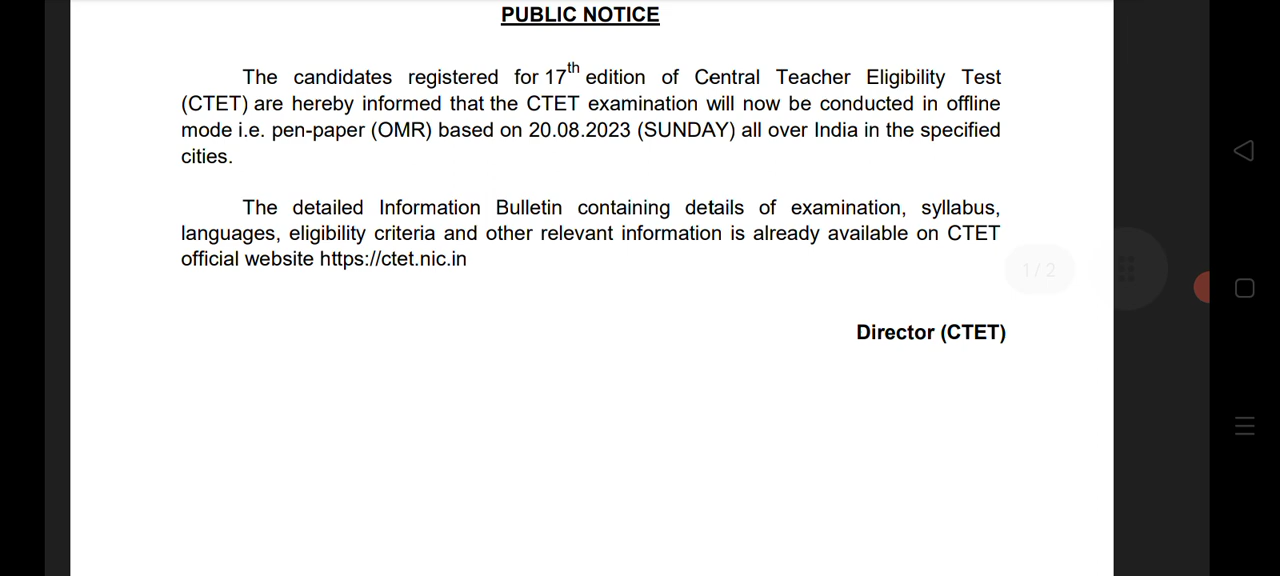 PUBLIC NOTICE
The candidates registered for 17th edition of Central Teacher Eligibility Test
(CTET) are hereby informed that the CTET examination will now be conducted in offline
mode i.e. pen-paper (OMR) based on 20.08.2023 (SUNDAY) all over India in the specified
cities.
The detailed Information Bulletin containing details of examination, syllabus,
languages, eligibility criteria and other relevant information is already available on CTET
official website https://ctet.nic.in
1 / 2
Director (CTET)